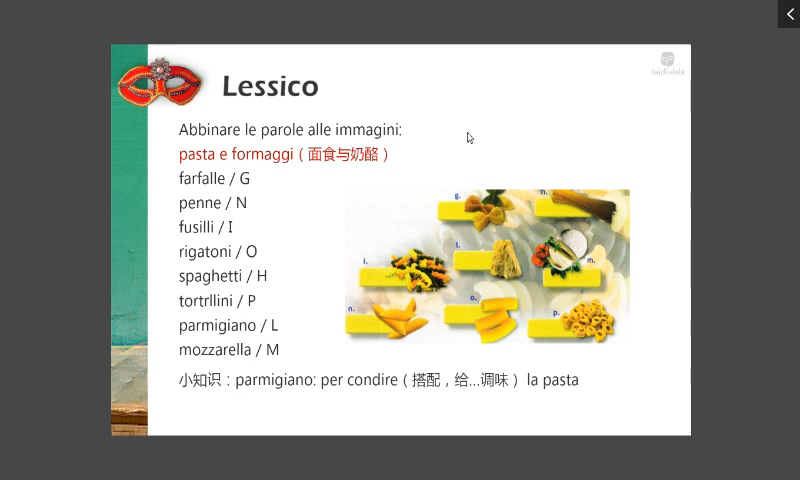 Lessico
kaidilalala
Abbinare le parole alle immagini:
pasta e formaggi（面食与奶酪）
farfalle / G
penne / N
fusilli / I
rigatoni / O
spaghetti / H
tortrllini / P
parmigiano / L
mozzarella / M
g.
h.
i.
l.
m.
n.
o.
p.
小知识：parmigiano: per condire（搭配，给...调味） la pasta